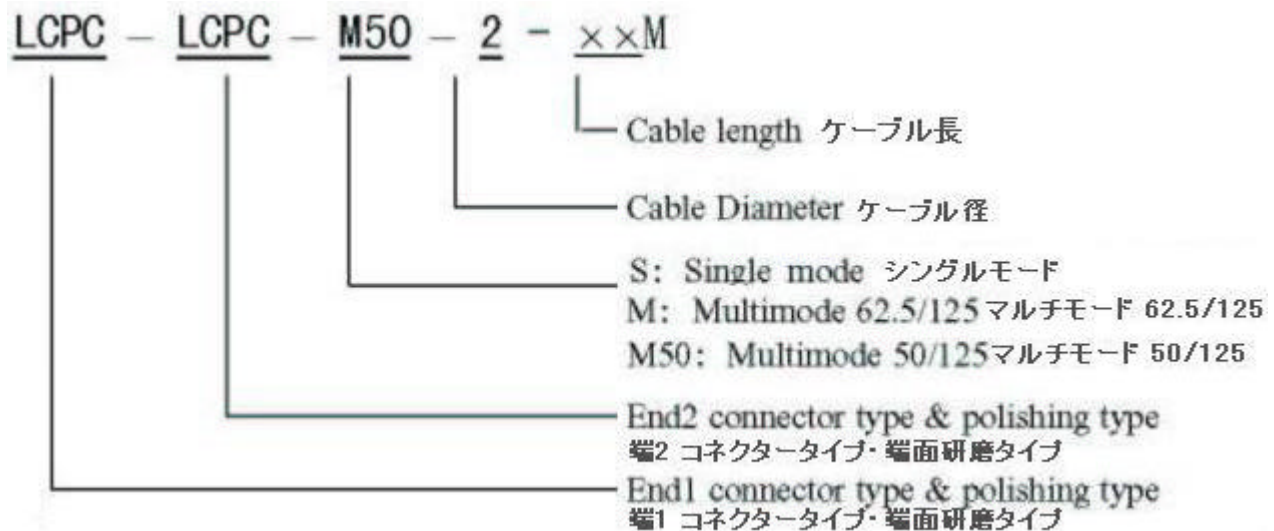 LCPC － LCPC － M50 － 2 - ××M
Cable length ケーブル長
Cable Diameter ケーブル径
S: Single mode シングルモード
M: Multimode 62.5/125 マルチモード 62.5/125
M50: Multimode 50/125 マルチモード 50/125
End2 connector type & polishing type
端2 コネクタータイプ・端面研磨タイプ
End1 connector type & polishing type
端1 コネクタータイプ・端面研磨タイプ